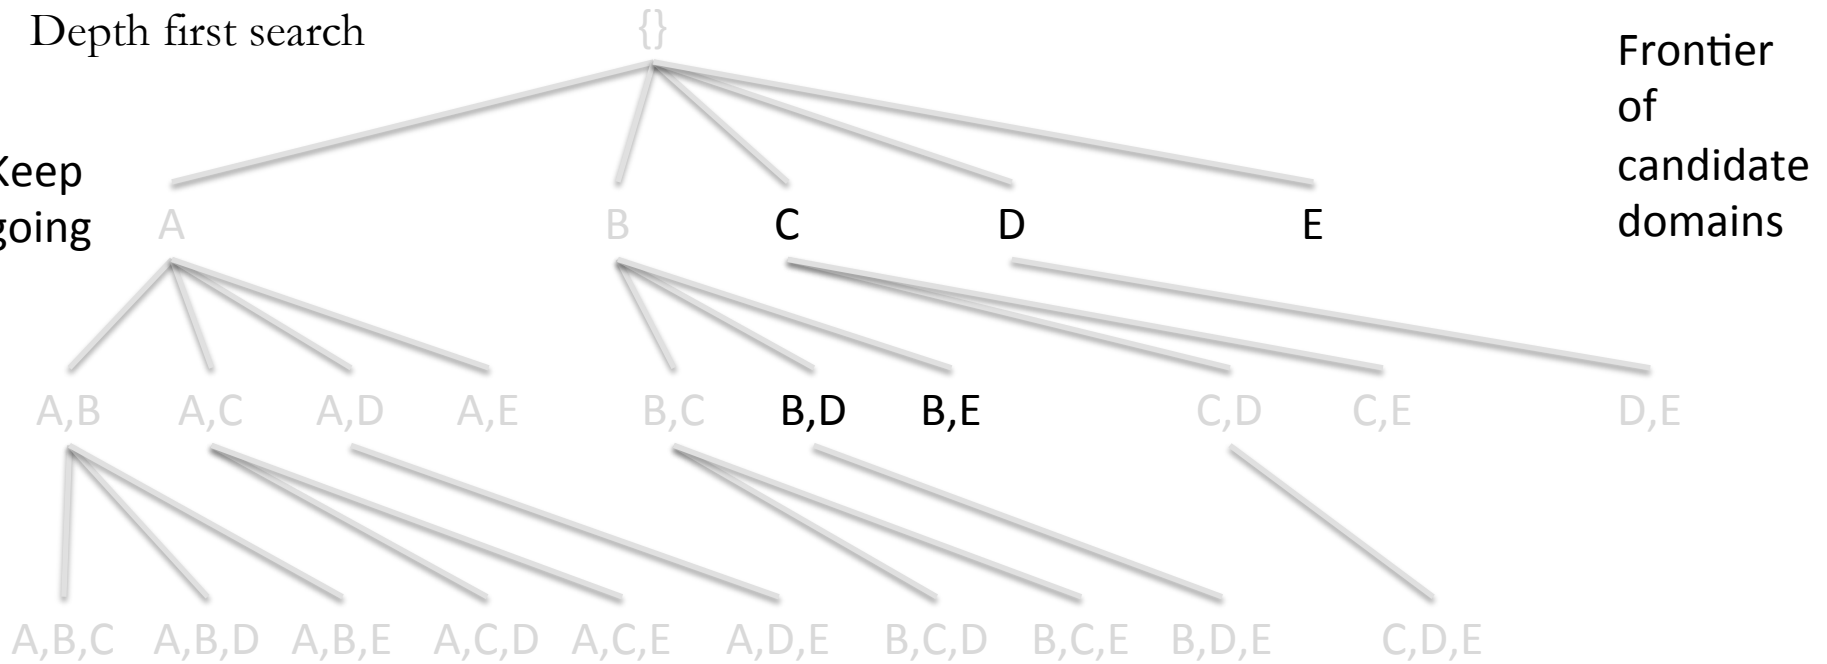 Depth first search
{}
Frontier
of
candidate
domains
Keep
going
A B C D E
A,B A,C A,D A,E B,C B,D B,E C,D C,E D,E
A,B,C A,B,D A,B,E A,C,D A,C,E A,D,E B,C,D B,C,E B,D,E C,D,E